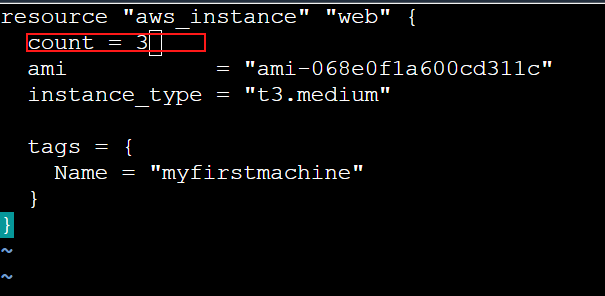 resource "aws_instance" "web" {
  count = 3
  ami           = "ami-068e0f1a600cd311c"
  instance_type = "t3.medium"

  tags = {
    Name = "myfirstmachine"
  }
}
~
~